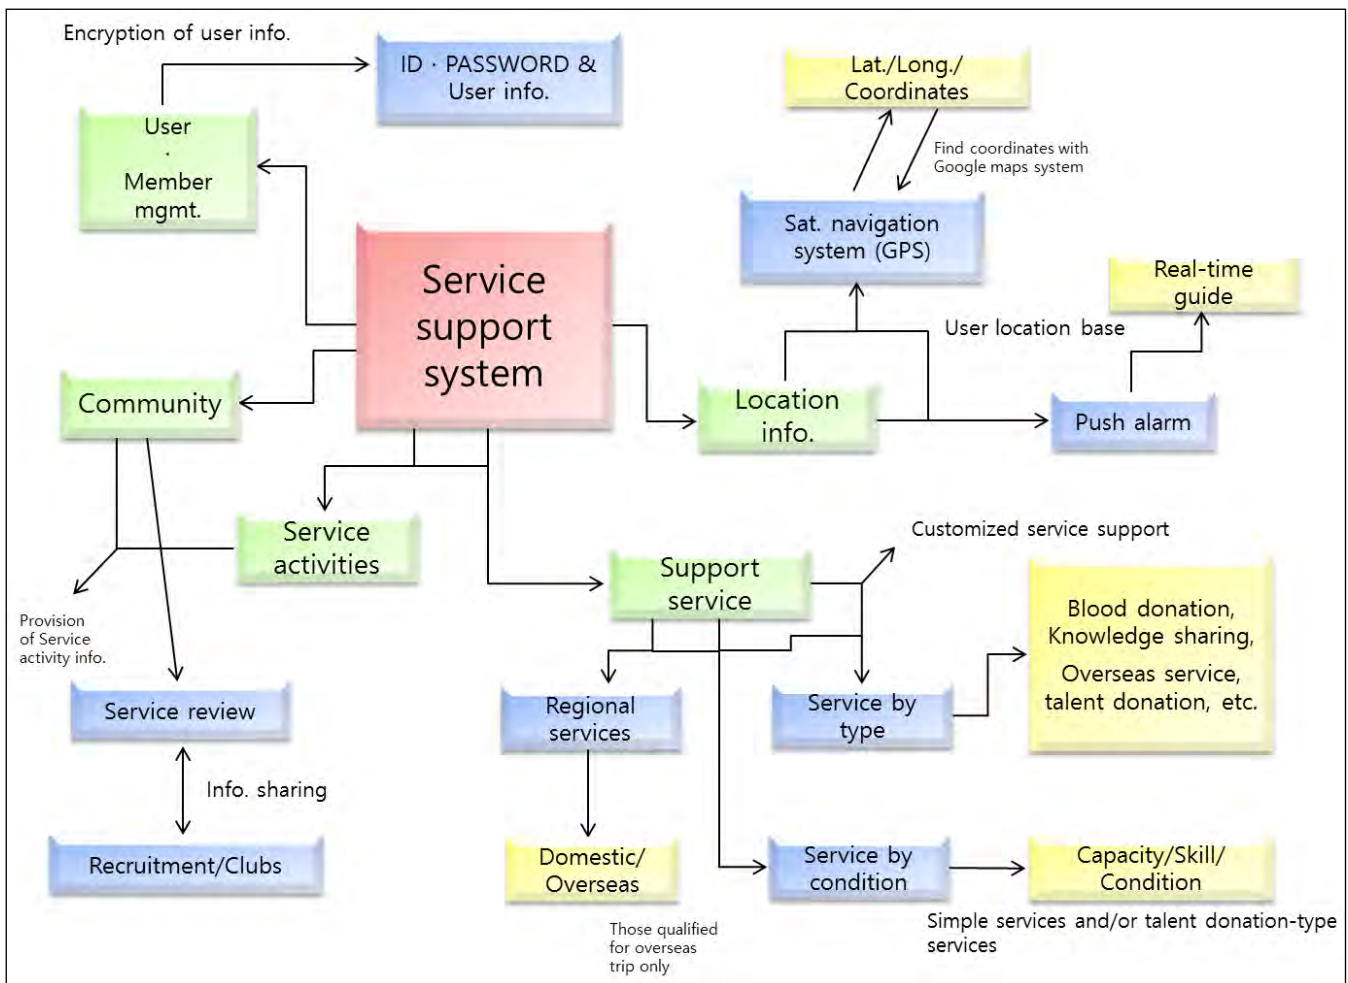 Encryption of user info.
ID · PASSWORD &
User info.
User
·
Member
mgmt.
Lat./Long./
Coordinates
Find coordinates with
Google maps system
Sat. navigation
system (GPS)
Real-time
guide
User location base
Service
support
system
Community
Location
info.
Push alarm
Service
activities
Customized service support
Support
service
Blood donation,
Knowledge sharing,
Overseas service,
talent donation, etc.
Provision
of Service
activity info.
Service review
Regional
services
Service by
type
Info. sharing
Recruitment/Clubs
Domestic/
Overseas
Service by
condition
Capacity/Skill/
Condition
Those qualified
for overseas
trip only
Simple services and/or talent donation-type
services